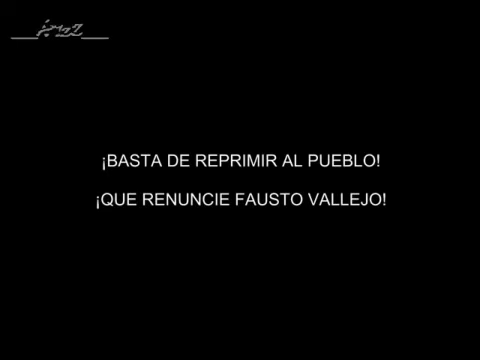 ¡BASTA DE REPRIMIR AL PUEBLO!
¡QUE RENUNCIE FAUSTO VALLEJO!